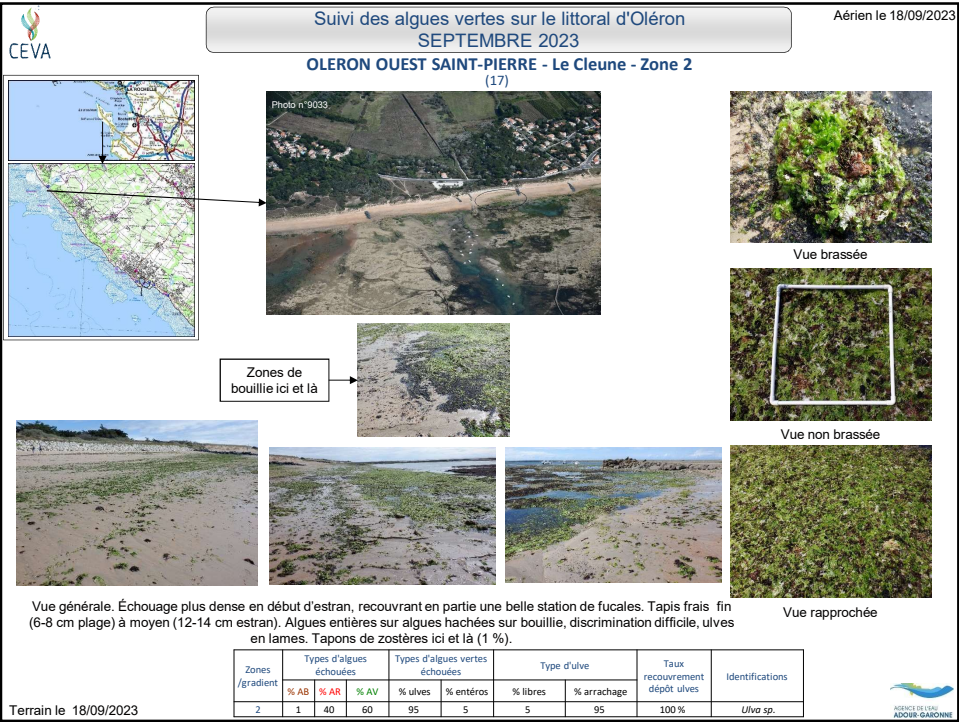 CEVA
Suivi des algues vertes sur le littoral d'Oléron
SEPTEMBRE 2023
Aérien le 18/09/2023
OLERON OUEST SAINT-PIERRE - Le Cleune - Zone 2
(17)
Photo n°9033
Vue brassée
Zones de
bouillie ici et là
Vue non brassée
Vue rapprochée
Vue générale. Échouage plus dense en début d'estran, recouvrant en partie une belle station de fucales. Tapis frais fin
(6-8 cm plage) à moyen (12-14 cm estran). Algues entières sur algues hachées sur bouillie, discrimination difficile, ulves
en lames. Tapons de zostères ici et là (1 %).
Zones /gradient Types d'algues échouées Types d'algues vertes échouées Type d'ulve Taux recouvrement dépôt ulves Identifications
% AB % AR % AV % ulves % entéros % libres % arrachage
2 1 40 60 95 5 5 95 100 % Ulva sp.
Terrain le 18/09/2023
AGENCE DE L'EAU
ADOUR-GARONNE